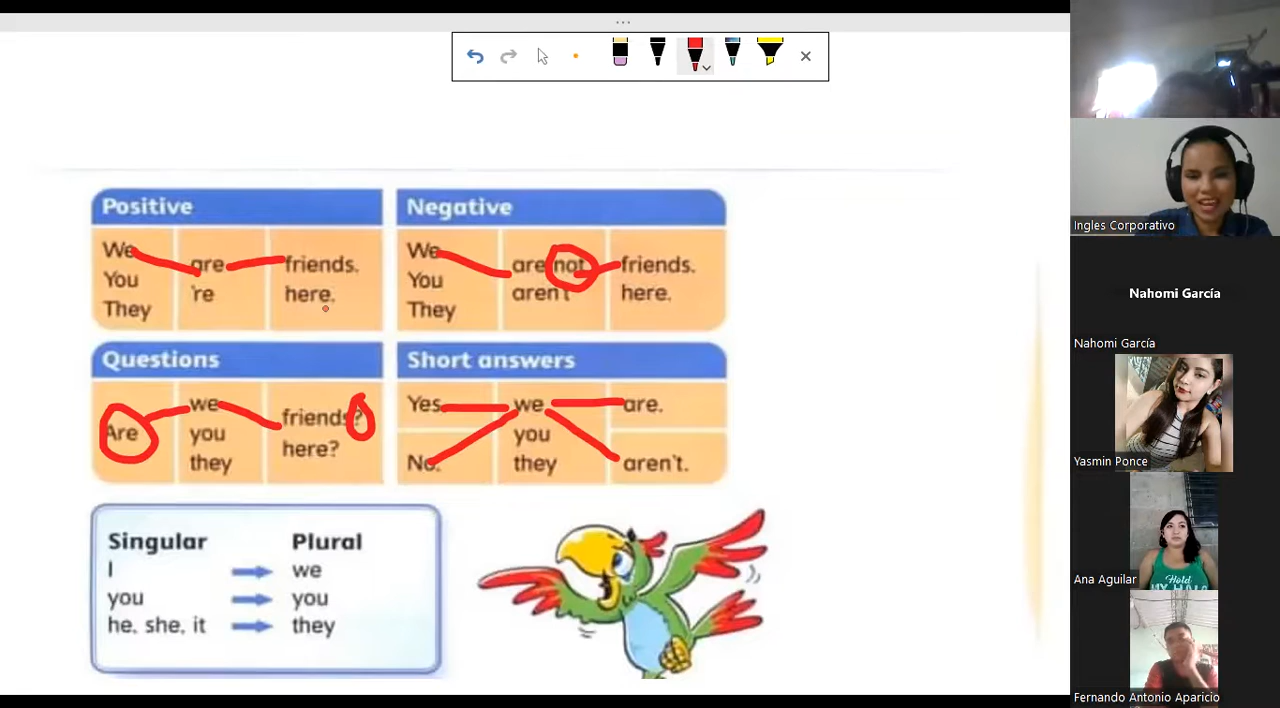 Positive
We are friends.
You 're here.
They
Negative
We are not friends.
You aren't here.
They
Questions
Are we friends?
you here?
they
Short answers
Yes, we are.
you
No, they aren't.
Singular Plural
I we
you you
he, she, it they
Ingles Corporativo
Nahomi García
Nahomi García
Yasmin Ponce
Hold
Ana Aguilar
Fernando Antonio Aparicio